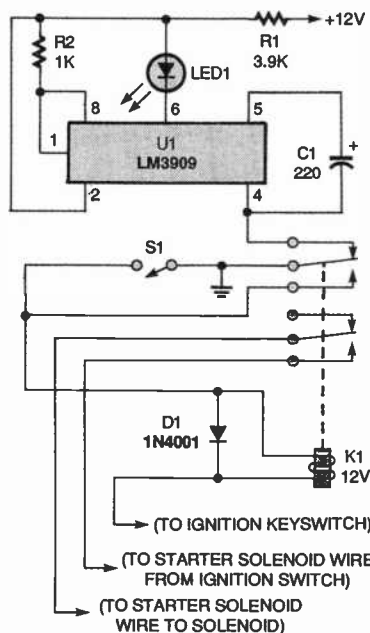 +12V
R2
1K
R1
3.9K
LED1
8
6
5
1
U1
LM3909
C1
220
+
2
4
S1
D1
1N4001
K1
12V
(TO IGNITION KEYSWITCH)
(TO STARTER SOLENOID WIRE
FROM IGNITION SWITCH)
(TO STARTER SOLENOID
WIRE TO SOLENOID)